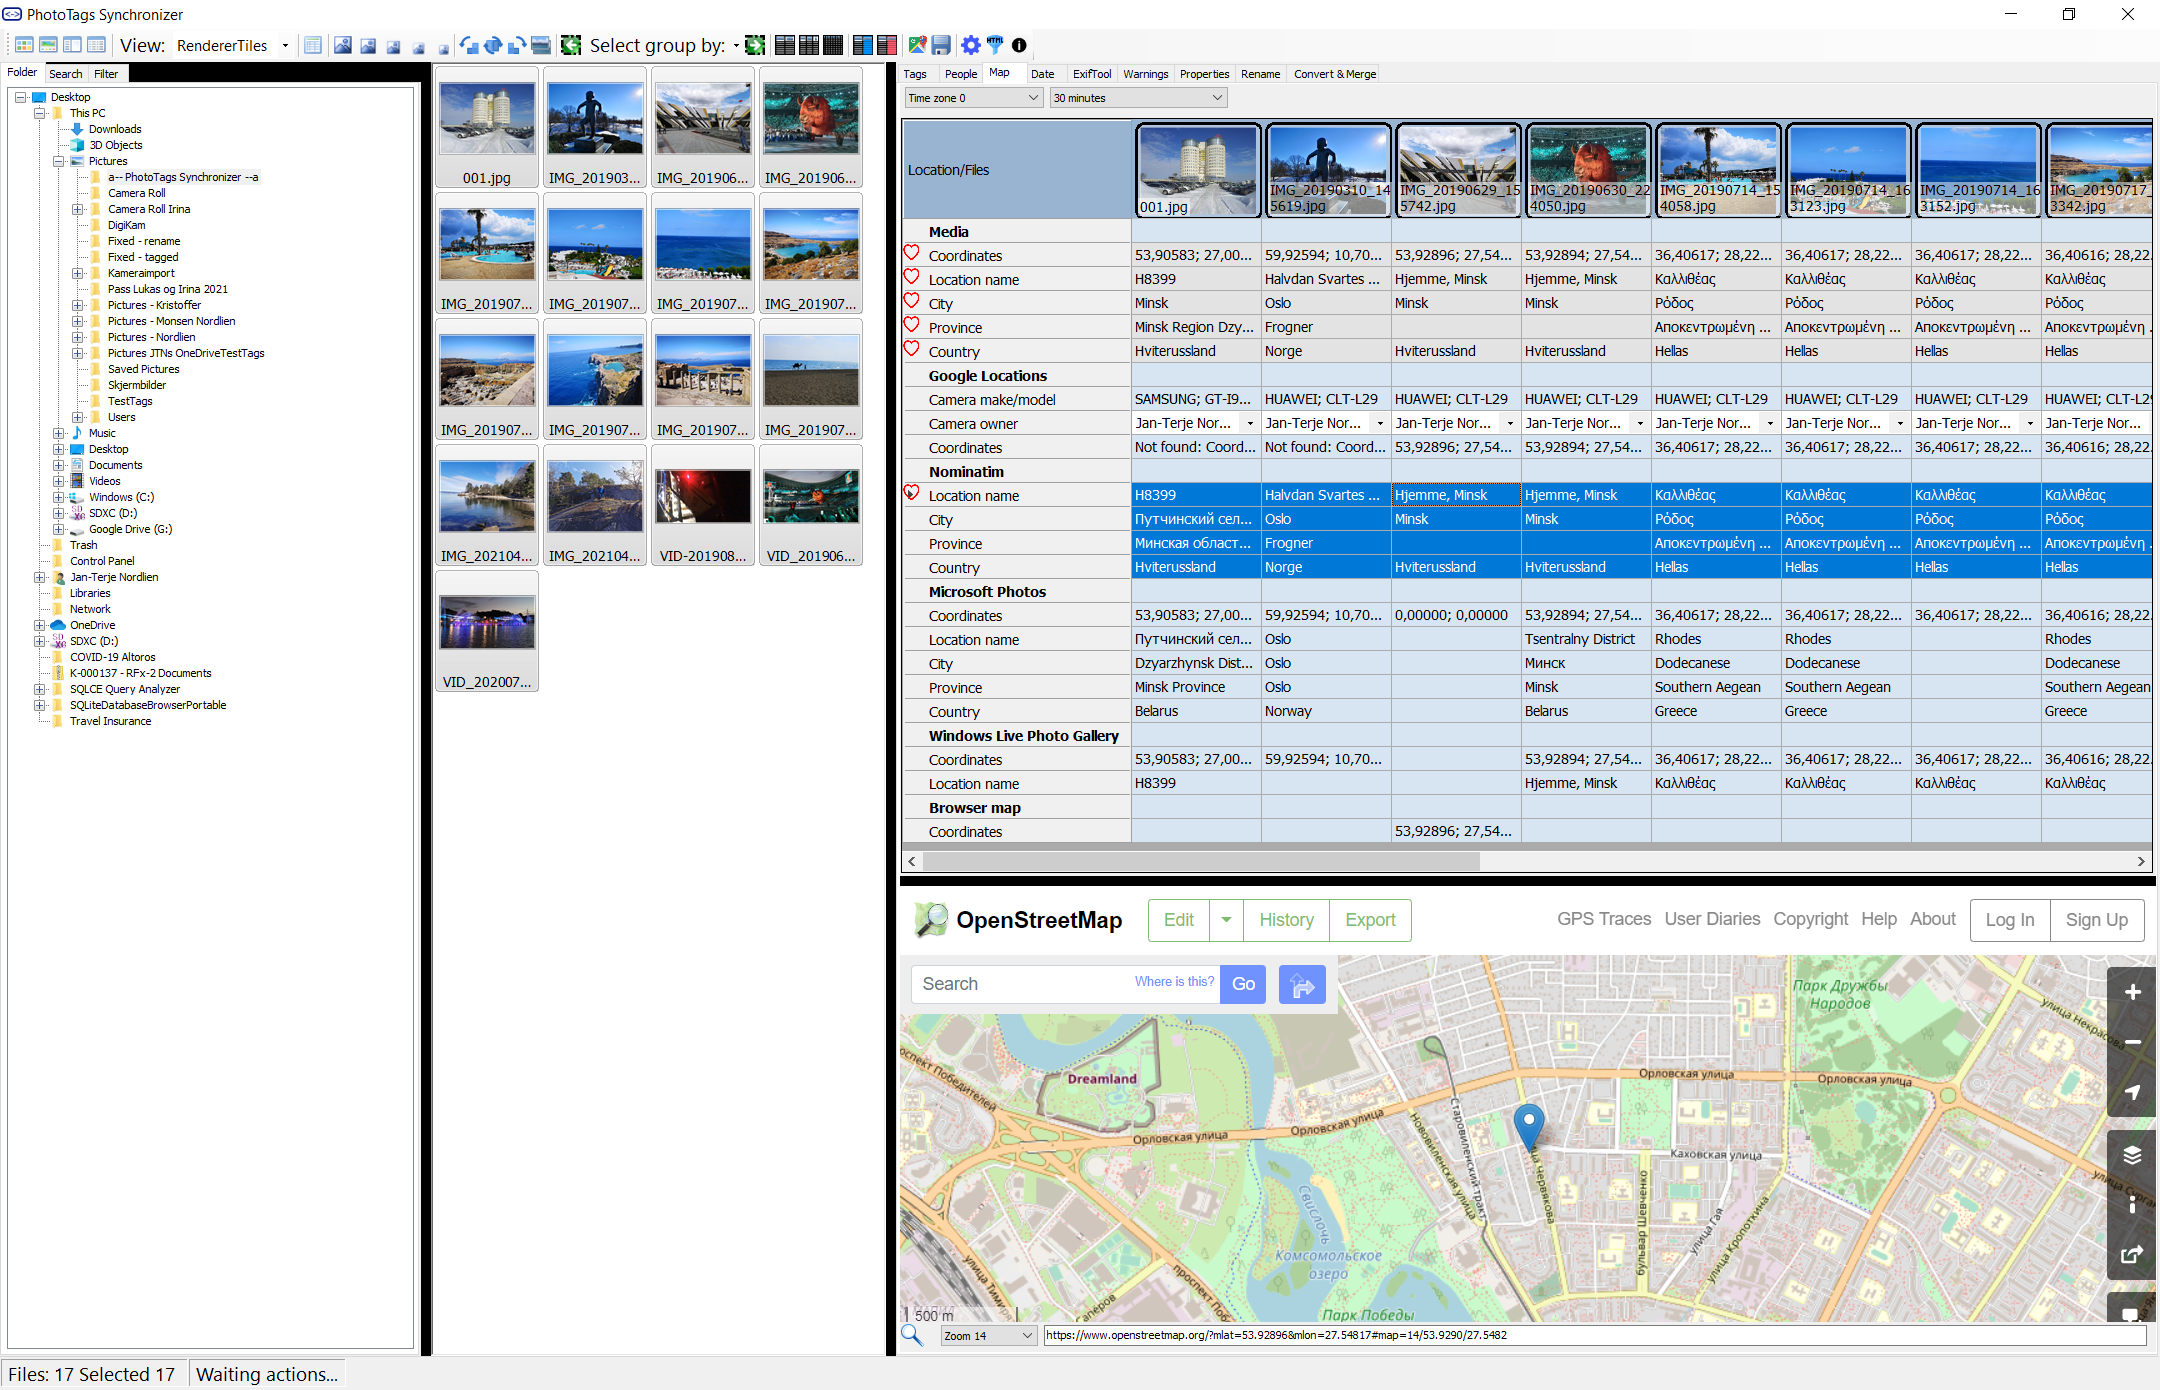 PhotoTags Synchronizer
View: RendererTiles
Select group by:
Folder Search Filter
Desktop
This PC
Downloads
3D Objects
Pictures
a-- PhotoTags Synchronizer --a
Camera Roll
Camera Roll Irina
DigiKam
Fixed - rename
Fixed - tagged
Kameraimport
Pass Lukas og Irina 2021
Pictures - Kristoffer
Pictures - Monsen Nordlien
Pictures - Nordlien
Pictures JTNs OneDriveTestTags
Saved Pictures
Skjermbilder
TestTags
Users
Music
Desktop
Documents
Videos
Windows (C:)
SDXC (D:)
Google Drive (G:)
Trash
Control Panel
Jan-Terje Nordlien
Libraries
Network
OneDrive
SDXC (D:)
COVID-19 Altoros
K-000137 - RFx-2 Documents
SQLCE Query Analyzer
SQLiteDatabaseBrowserPortable
Travel Insurance
001.jpg IMG_201903... IMG_201906... IMG_201906...
IMG_201907... IMG_201907... IMG_201907... IMG_201907...
IMG_201907... IMG_201907... IMG_201907... IMG_201907...
IMG_202104... IMG_202104... VID-201908... VID_201906...
VID_202007...
Tags People Map Date ExifTool Warnings Properties Rename Convert & Merge
Time zone 0 30 minutes
Location/Files
001.jpg
IMG_20190310_14
5619.jpg
IMG_20190629_15
5742.jpg
IMG_20190630_22
4050.jpg
IMG_20190714_15
4058.jpg
IMG_20190714_16
3123.jpg
IMG_20190714_16
3152.jpg
IMG_20190717_
3342.jpg
Media
Coordinates 53,90583; 27,00... 59,92594; 10,70... 53,92896; 27,54... 53,92894; 27,54... 36,40617; 28,22... 36,40617; 28,22... 36,40617; 28,22... 36,40616; 28,22.
Location name H8399 Halvdan Svartes ... Hjemme, Minsk Hjemme, Minsk Καλλιθέας Καλλιθέας Καλλιθέας Καλλιθέας
City Minsk Oslo Minsk Minsk Ρόδος Ρόδος Ρόδος Ρόδος
Province Minsk Region Dzy... Frogner Αποκεντρωμένη ... Αποκεντρωμένη ... Αποκεντρωμένη ... Αποκεντρωμένη .
Country Hviterussland Norge Hviterussland Hviterussland Hellas Hellas Hellas Hellas
Google Locations
Camera make/model SAMSUNG; GT-I9... HUAWEI; CLT-L29 HUAWEI; CLT-L29 HUAWEI; CLT-L29 HUAWEI; CLT-L29 HUAWEI; CLT-L29 HUAWEI; CLT-L29 HUAWEI; CLT-L29
Camera owner Jan-Terje Nor... Jan-Terje Nor... Jan-Terje Nor... Jan-Terje Nor... Jan-Terje Nor... Jan-Terje Nor... Jan-Terje Nor... Jan-Terje Nor...
Coordinates Not found: Coord... Not found: Coord... 53,92896; 27,54... 53,92894; 27,54... 36,40617; 28,22... 36,40617; 28,22... 36,40617; 28,22... 36,40616; 28,22.
Nominatim
Location name H8399 Halvdan Svartes ... Hjemme, Minsk Hjemme, Minsk Καλλιθέας Καλλιθέας Καλλιθέας Καλλιθέας
City Путчинский сел... Oslo Minsk Minsk Ρόδος Ρόδος Ρόδος Ρόδος
Province Минская област... Frogner Αποκεντρωμένη ... Αποκεντρωμένη ... Αποκεντρωμένη ... Αποκεντρωμένη .
Country Hviterussland Norge Hviterussland Hviterussland Hellas Hellas Hellas Hellas
Microsoft Photos
Coordinates 53,90583; 27,00... 59,92594; 10,70... 0,00000; 0,00000 53,92894; 27,54... 36,40617; 28,22... 36,40617; 28,22... 36,40617; 28,22... 36,40616; 28,22.
Location name Путчинский сел... Oslo Tsentralny District Rhodes Rhodes Rhodes
City Dzyarzhynsk Dist... Oslo Минск Dodecanese Dodecanese Dodecanese
Province Minsk Province Oslo Minsk Southern Aegean Southern Aegean Southern Aegean
Country Belarus Norway Belarus Greece Greece Greece
Windows Live Photo Gallery
Coordinates 53,90583; 27,00... 59,92594; 10,70... 53,92894; 27,54... 36,40617; 28,22... 36,40617; 28,22... 36,40617; 28,22... 36,40616; 28,22.
Location name H8399 Hjemme, Minsk Καλλιθέας Καλλιθέας Καλλιθέας Καλλιθέας
Browser map
Coordinates 53,92896; 27,54...
OpenStreetMap Edit History Export GPS Traces User Diaries Copyright Help About Log In Sign Up
Search Where is this? Go
Парк Дружбы
Народов
улица Некрасова
проспект Победителей
Dreamland
Орловская улица
Орловская улица
Орловская улица
Орловская улица
Старовиленский тракт
Нововиленская улица
улица Червякова
Каховская улица
бульвар Шевченко
улица Гая
улица Кропоткина
улица Сурган
Свислочь
Комсомольское
озеро
Парк Победы
улица Тими
проспект Поб
500 m
Zoom 14 https://www.openstreetmap.org/?mlat=53.92896&mlon=27.54817#map=14/53.9290/27.5482
Files: 17 Selected 17 Waiting actions...